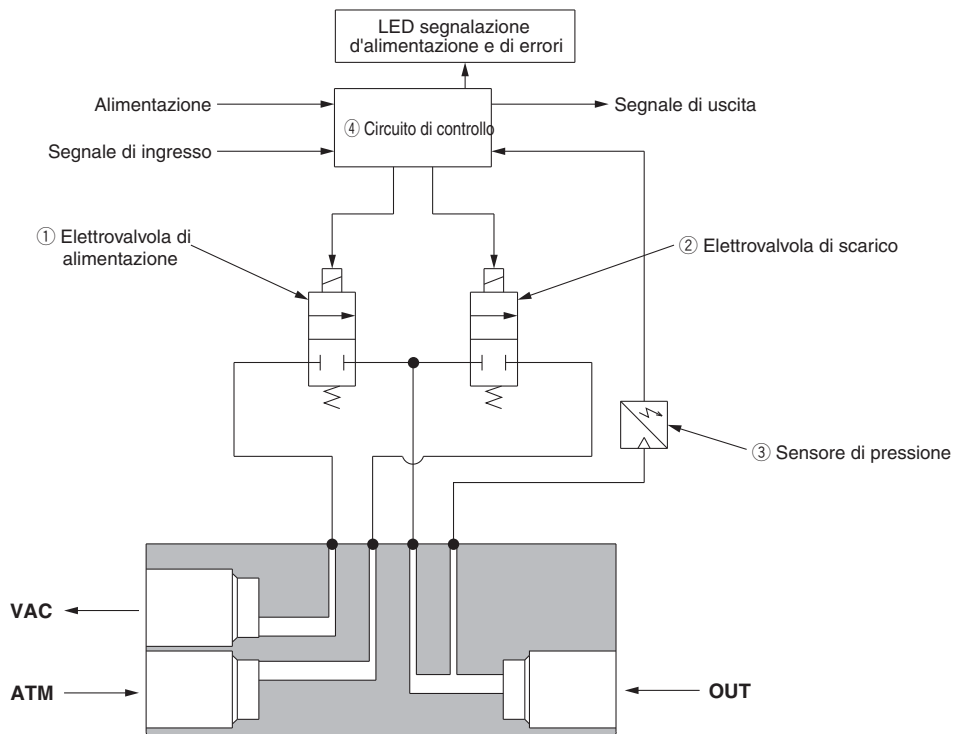 LED segnalazione
d'alimentazione e di errori
Alimentazione
Segnale di uscita
④ Circuito di controllo
Segnale di ingresso
① Elettrovalvola di
alimentazione
② Elettrovalvola di scarico
③ Sensore di pressione
VAC
ATM
OUT